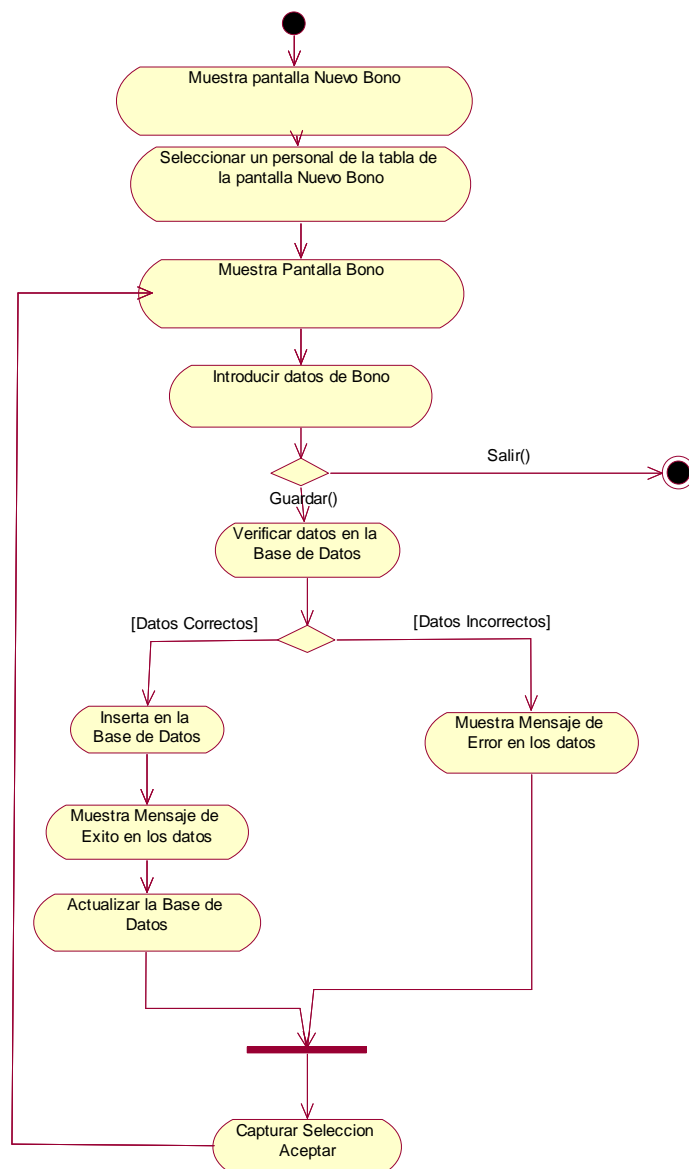 Muestra pantalla Nuevo Bono
Seleccionar un personal de la tabla de
la pantalla Nuevo Bono
Muestra Pantalla Bono
Introducir datos de Bono
Salir()
Guardar()
Verificar datos en la
Base de Datos
[Datos Correctos]
[Datos Incorrectos]
Inserta en la
Base de Datos
Muestra Mensaje de
Error en los datos
Muestra Mensaje de
Exito en los datos
Actualizar la Base de
Datos
Capturar Seleccion
Aceptar